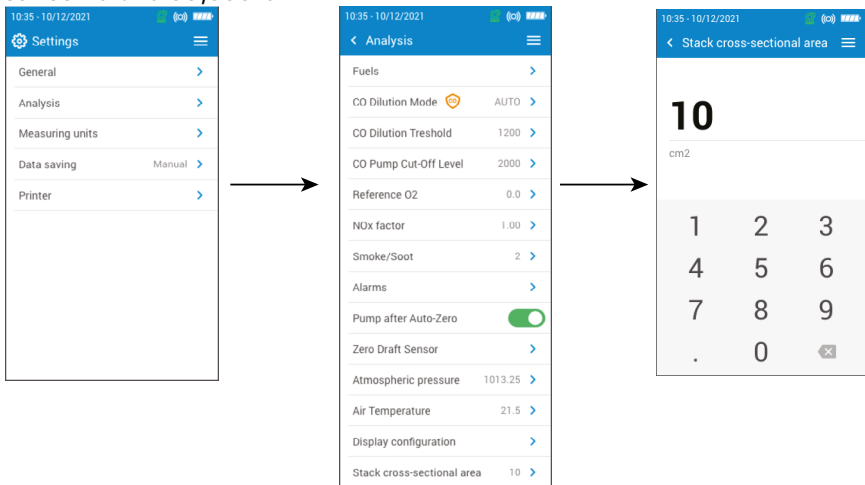 10:35 - 10/12/2021
Settings
General
Analysis
Measuring units
Data saving Manual
Printer
10:35 - 10/12/2021
Analysis
Fuels
CO Dilution Mode CO AUTO
CO Dilution Treshold 1200
CO Pump Cut-Off Level 2000
Reference O2 0.0
NOx factor 1.00
Smoke/Soot 2
Alarms
Pump after Auto-Zero
Zero Draft Sensor
Atmospheric pressure 1013.25
Air Temperature 21.5
Display configuration
Stack cross-sectional area 10
10:35 - 10/12/2021
Stack cross-sectional area
10
cm2
1 2 3
4 5 6
7 8 9
. 0